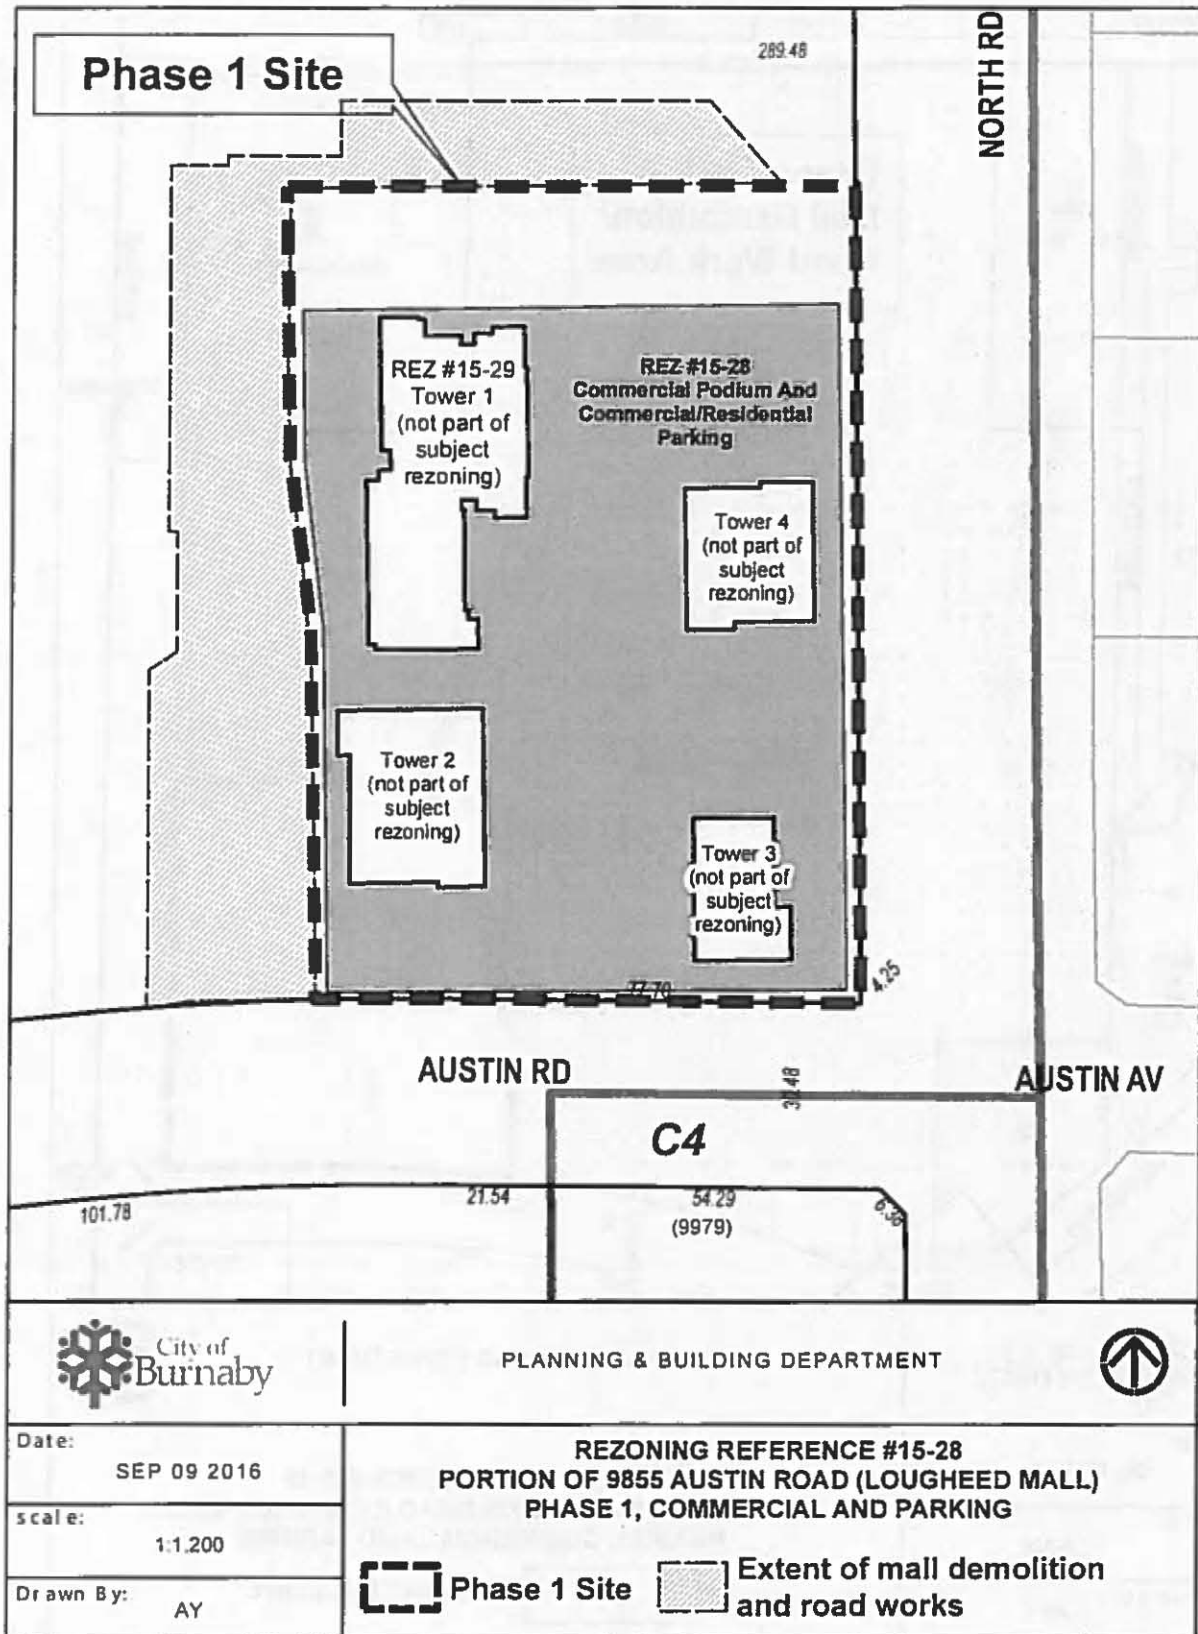 289.48
NORTH RD
Phase 1 Site
REZ #15-29
Tower 1
(not part of
subject
rezoning)
REZ #15-28
Commercial Podium And
Commercial/Residential
Parking
Tower 4
(not part of
subject
rezoning)
Tower 2
(not part of
subject
rezoning)
Tower 3
(not part of
subject
rezoning)
77.70
4.25
AUSTIN RD
30.48
AUSTIN AV
C4
101.78
21.54
54.29
(9979)
City of
Burnaby
PLANNING & BUILDING DEPARTMENT
Date:
SEP 09 2016
scale:
1:1,200
Drawn By:
AY
REZONING REFERENCE #15-28
PORTION OF 9855 AUSTIN ROAD (LOUGHEED MALL)
PHASE 1, COMMERCIAL AND PARKING
Phase 1 Site
Extent of mall demolition
and road works